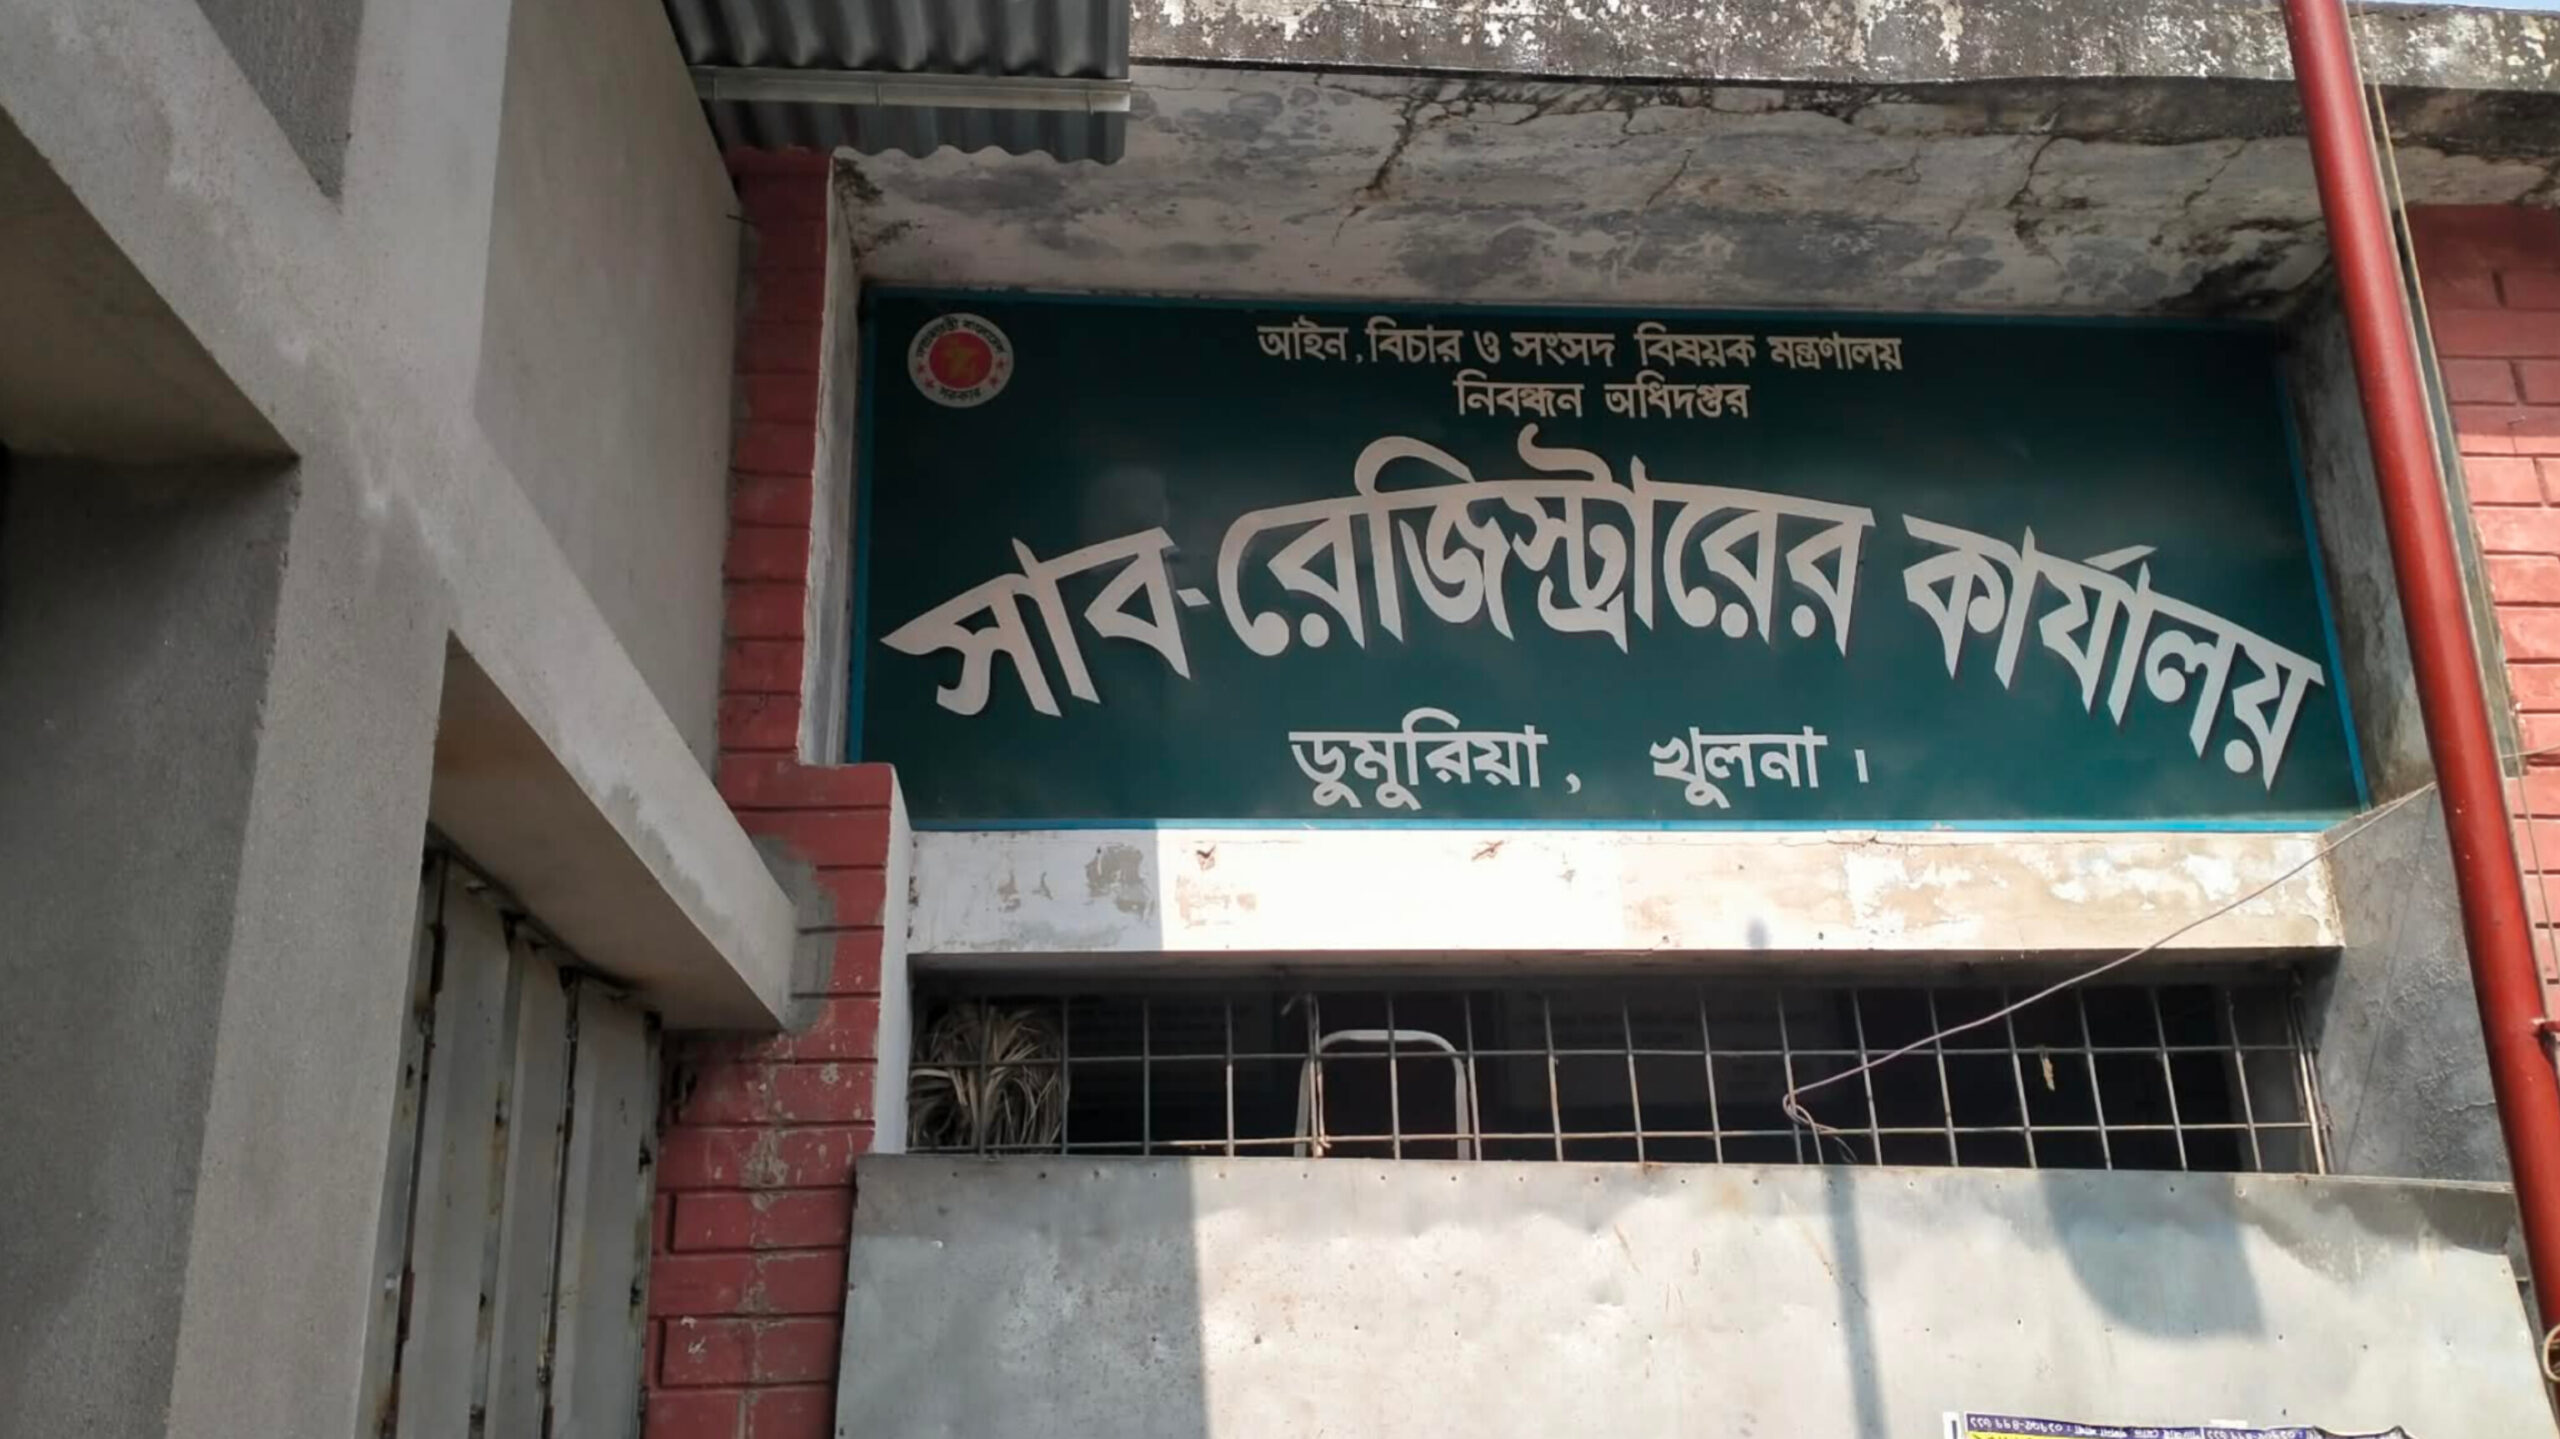 আইন, বিচার ও সংসদ বিষয়ক মন্ত্রণালয়
নিবন্ধন অধিদপ্তর
সাব-রেজিস্ট্রারের কার্যালয়
ডুমুরিয়া, খুলনা।